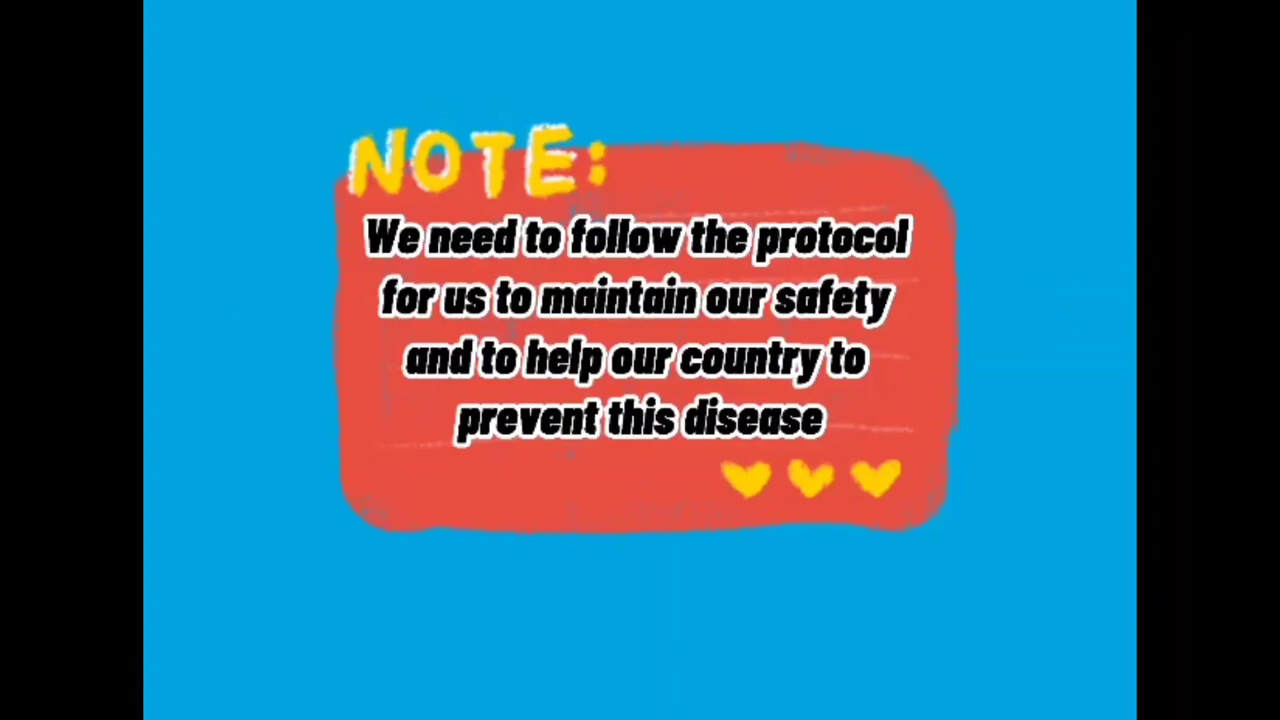 NOTE:
We need to follow the protocol
for us to maintain our safety
and to help our country to
prevent this disease